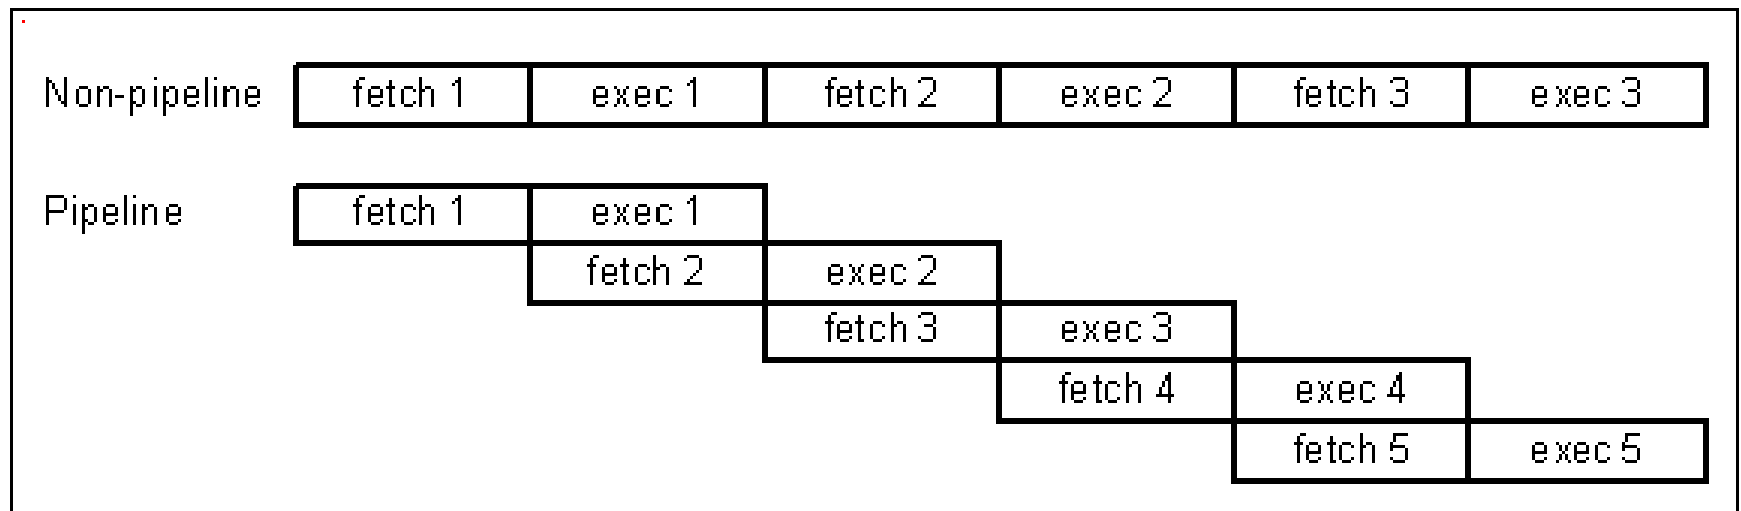 Non-pipeline fetch 1 exec 1 fetch 2 exec 2 fetch 3 exec 3
Pipeline fetch 1 exec 1
fetch 2 exec 2
fetch 3 exec 3
fetch 4 exec 4
fetch 5 exec 5